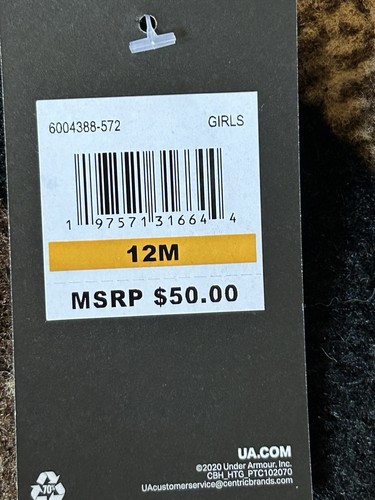 6004388-572 GIRLS
1 97571 31664 4
12M
MSRP $50.00
UA.COM
©2020 Under Armour, Inc.
CBH_HTG_PTC102070
UAcustomerservice@centricbrands.com
70%